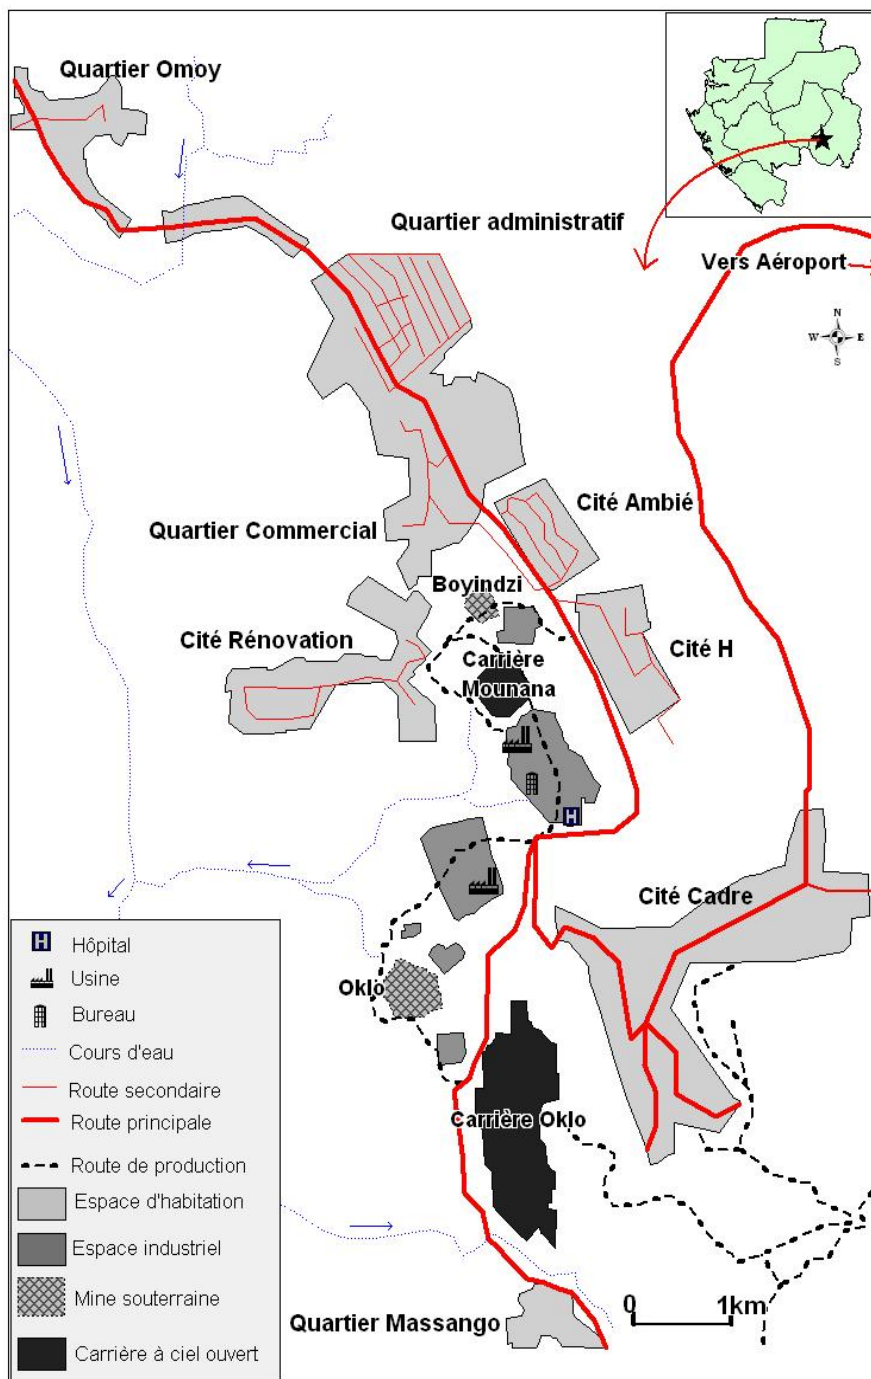 Quartier Omoy
Quartier administratif
Vers Aéroport
N
W E
S
Cité Ambié
Quartier Commercial
Boyindzi
Cité Rénovation
Carrière
Mounana
Cité H
H
Cité Cadre
Oklo
Carrière Oklo
Quartier Massango
0 1km
H Hôpital
Usine
Bureau
Cours d'eau
Route secondaire
Route principale
Route de production
Espace d'habitation
Espace industriel
Mine souterraine
Carrière à ciel ouvert